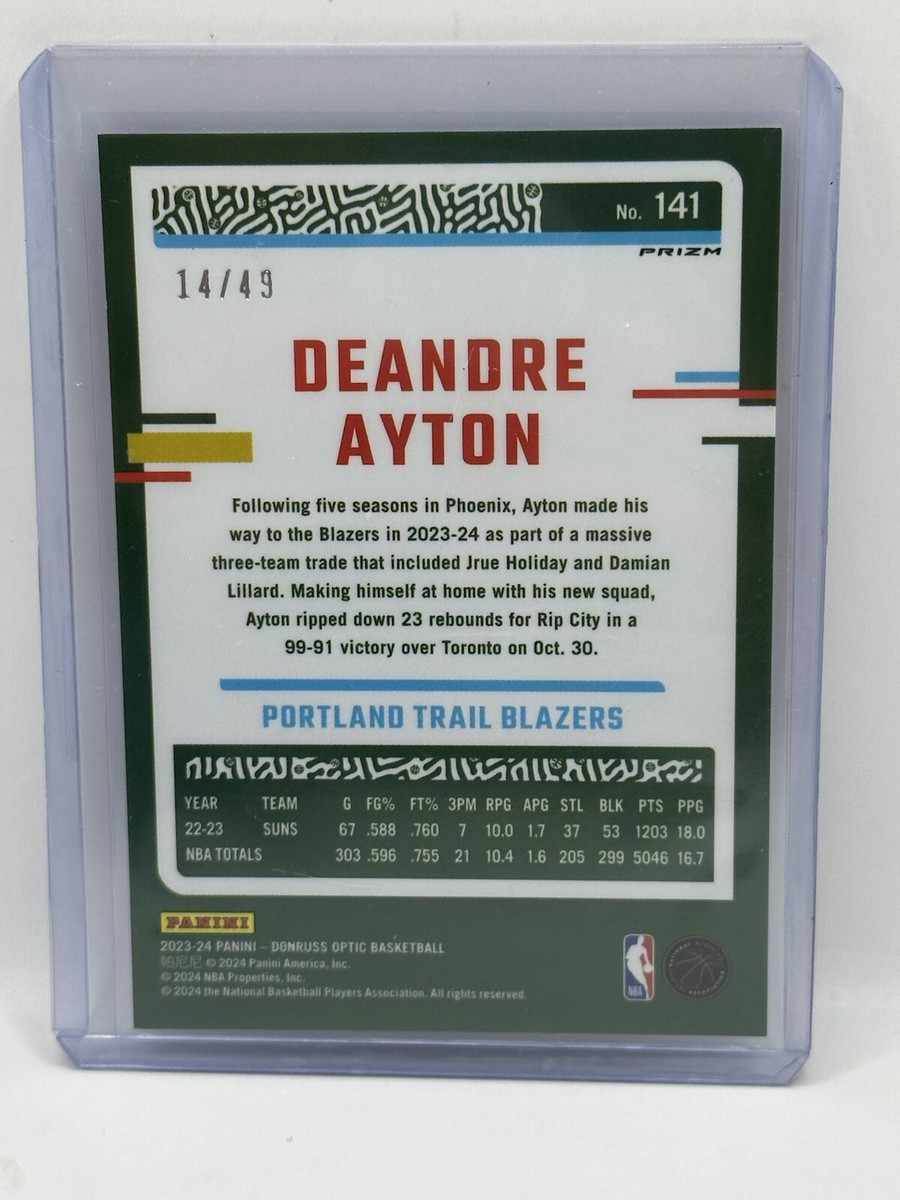 No. 141
PRIZM
14/49
DEANDRE
AYTON
Following five seasons in Phoenix, Ayton made his
way to the Blazers in 2023-24 as part of a massive
three-team trade that included Jrue Holiday and Damian
Lillard. Making himself at home with his new squad,
Ayton ripped down 23 rebounds for Rip City in a
99-91 victory over Toronto on Oct. 30.
PORTLAND TRAIL BLAZERS
YEAR TEAM G FG% FT% 3PM RPG APG STL BLK PTS PPG
22-23 SUNS 67 .588 .760 7 10.0 1.7 37 53 1203 18.0
NBA TOTALS 303 .596 .755 21 10.4 1.6 205 299 5046 16.7
PANINI
2023-24 PANINI – DONRUSS OPTIC BASKETBALL
帕尼尼 © 2024 Panini America, Inc.
© 2024 NBA Properties, Inc.
© 2024 the National Basketball Players Association. All rights reserved.
NBA